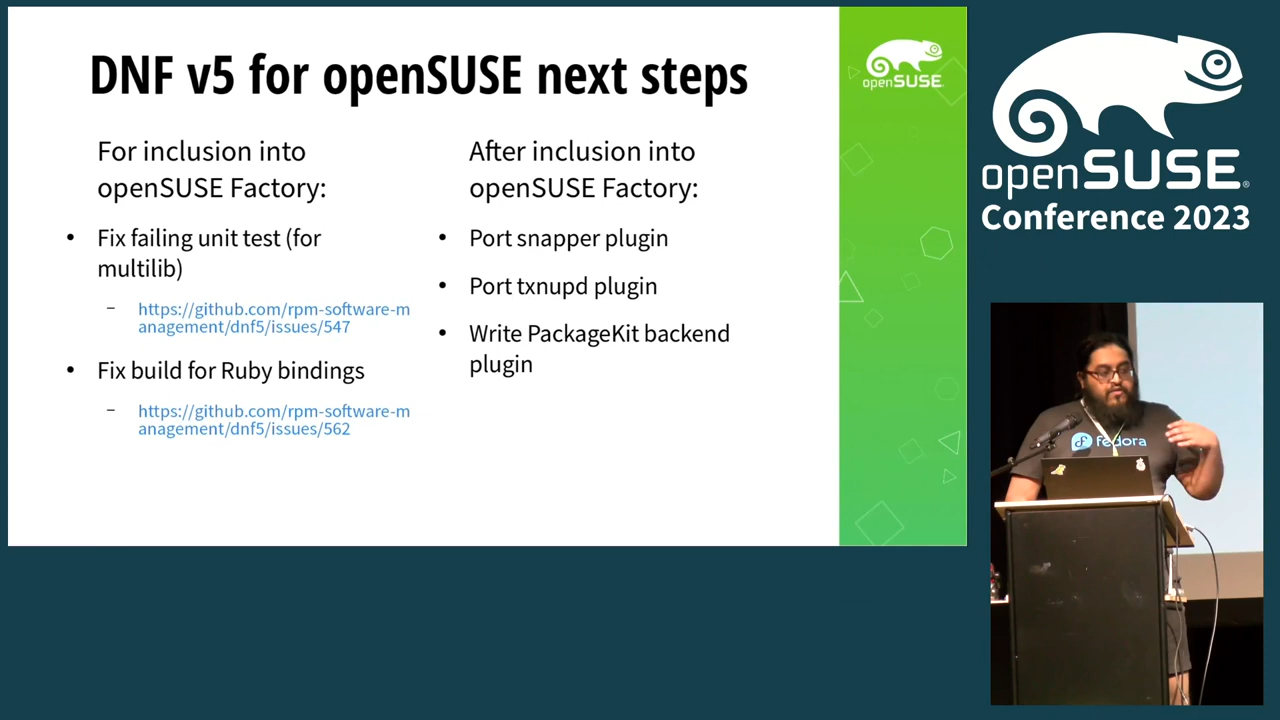 DNF v5 for openSUSE next steps
For inclusion into
openSUSE Factory:
• Fix failing unit test (for
multilib)
– https://github.com/rpm-software-m
anagement/dnf5/issues/547
• Fix build for Ruby bindings
– https://github.com/rpm-software-m
anagement/dnf5/issues/562
After inclusion into
openSUSE Factory:
• Port snapper plugin
• Port txnupd plugin
• Write PackageKit backend
plugin
openSUSE
openSUSE®
Conference 2023
fedora